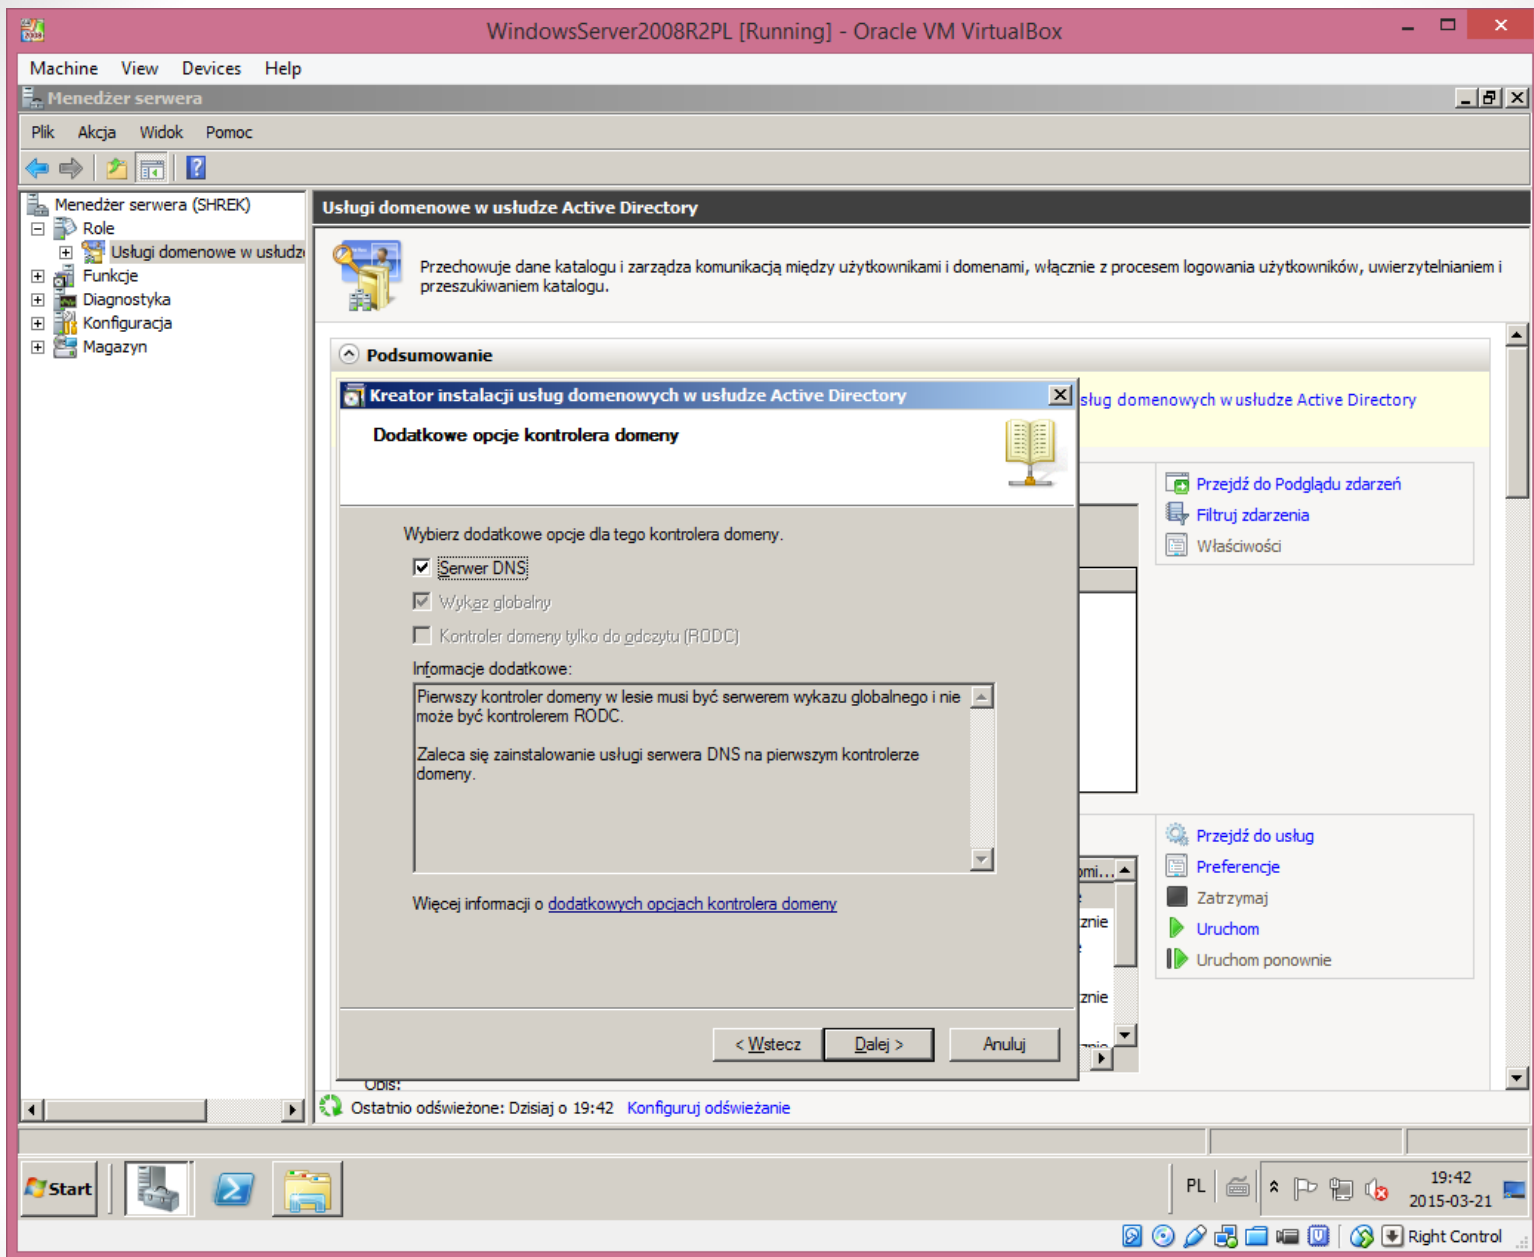 WindowsServer2008R2PL [Running] - Oracle VM VirtualBox
Machine View Devices Help
Menedżer serwera
Plik Akcja Widok Pomoc
Menedżer serwera (SHREK)
Role
Usługi domenowe w usłudze
Funkcje
Diagnostyka
Konfiguracja
Magazyn
Usługi domenowe w usłudze Active Directory
Przechowuje dane katalogu i zarządza komunikacją między użytkownikami i domenami, włącznie z procesem logowania użytkowników, uwierzytelnianiem i
przeszukiwaniem katalogu.
Podsumowanie
sług domenowych w usłudze Active Directory
Kreator instalacji usług domenowych w usłudze Active Directory
Dodatkowe opcje kontrolera domeny
Wybierz dodatkowe opcje dla tego kontrolera domeny.
Serwer DNS
Wykaz globalny
Kontroler domeny tylko do odczytu (RODC)
Informacje dodatkowe:
Pierwszy kontroler domeny w lesie musi być serwerem wykazu globalnego i nie
może być kontrolerem RODC.
Zaleca się zainstalowanie usługi serwera DNS na pierwszym kontrolerze
domeny.
Więcej informacji o dodatkowych opcjach kontrolera domeny
< Wstecz Dalej > Anuluj
Przejdź do Podglądu zdarzeń
Filtruj zdarzenia
Właściwości
Przejdź do usług
Preferencje
Zatrzymaj
Uruchom
Uruchom ponownie
omi...
znie
znie
Opis:
Ostatnio odświeżone: Dzisiaj o 19:42 Konfiguruj odświeżanie
Start
PL
19:42
2015-03-21
Right Control